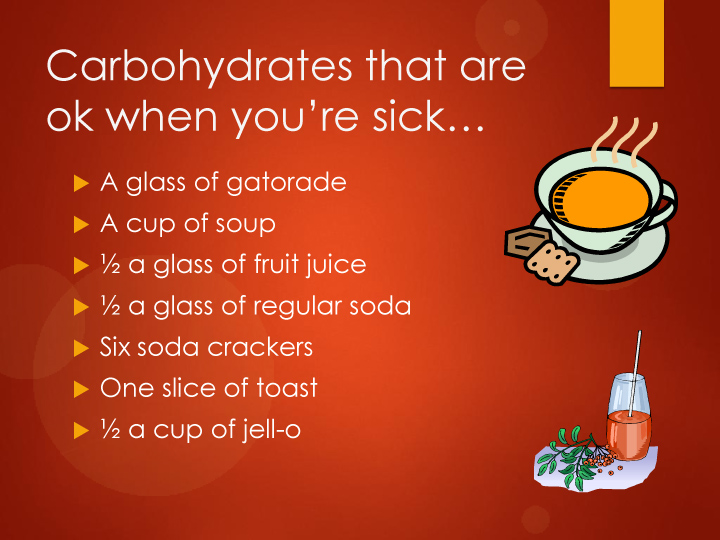 Carbohydrates that are
ok when you’re sick…
A glass of gatorade
A cup of soup
½ a glass of fruit juice
½ a glass of regular soda
Six soda crackers
One slice of toast
½ a cup of jell-o